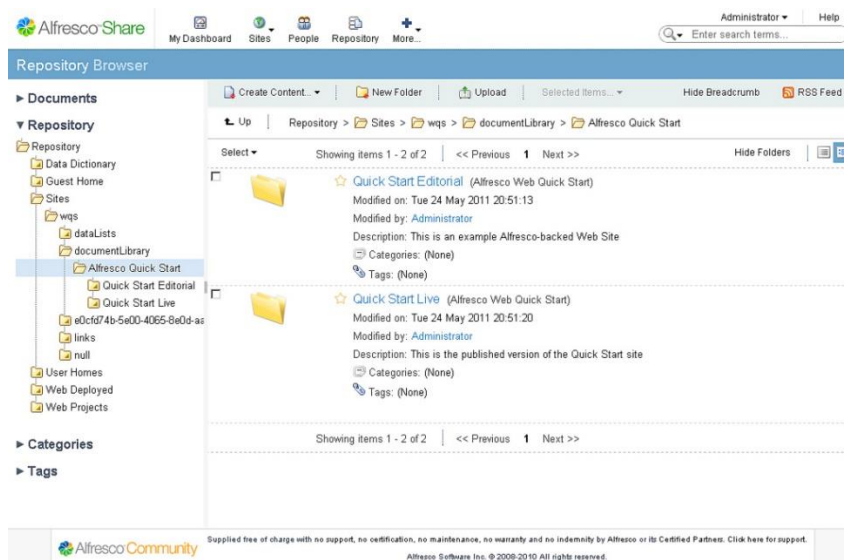 Alfresco Share
My Dashboard Sites People Repository More...
Administrator Help
Enter search terms...
Repository Browser
Documents
Repository
Repository
Data Dictionary
Guest Home
Sites
wqs
dataLists
documentLibrary
Alfresco Quick Start
Quick Start Editorial
Quick Start Live
e0cfd74b-5e00-4065-8e0d-aa
links
null
User Homes
Web Deployed
Web Projects
Categories
Tags
Create Content... New Folder Upload Selected Items... Hide Breadcrumb RSS Feed
Up Repository > Sites > wqs > documentLibrary > Alfresco Quick Start
Select Showing items 1 - 2 of 2 << Previous 1 Next >> Hide Folders
Quick Start Editorial (Alfresco Web Quick Start)
Modified on: Tue 24 May 2011 20:51:13
Modified by: Administrator
Description: This is an example Alfresco-backed Web Site
Categories: (None)
Tags: (None)
Quick Start Live (Alfresco Web Quick Start)
Modified on: Tue 24 May 2011 20:51:20
Modified by: Administrator
Description: This is the published version of the Quick Start site
Categories: (None)
Tags: (None)
Showing items 1 - 2 of 2 << Previous 1 Next >>
Alfresco Community
Supplied free of charge with no support, no certification, no maintenance, no warranty and no indemnity by Alfresco or its Certified Partners. Click here for support.
Alfresco Software Inc. © 2008-2010 All rights reserved.